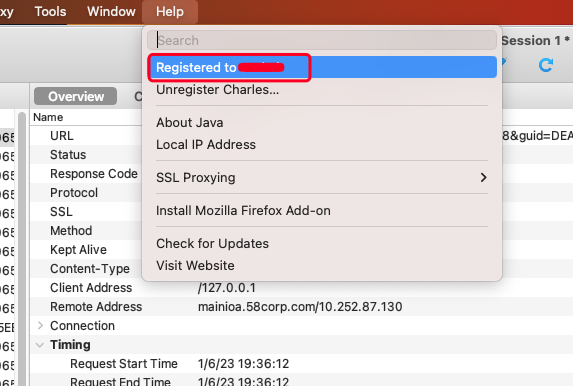 xy Tools Window Help
Search
Session 1 *
Registered to
Unregister Charles...
Overview C
About Java
Name
Local IP Address
URL
8&guid=DEA
Status
Response Code
SSL Proxying
Protocol
SSL
Install Mozilla Firefox Add-on
Method
Kept Alive
Check for Updates
Content-Type
Visit Website
Client Address /127.0.0.1
Remote Address mainioa.58corp.com/10.252.87.130
Connection
Timing
Request Start Time 1/6/23 19:36:12
Request End Time 1/6/23 19:36:12